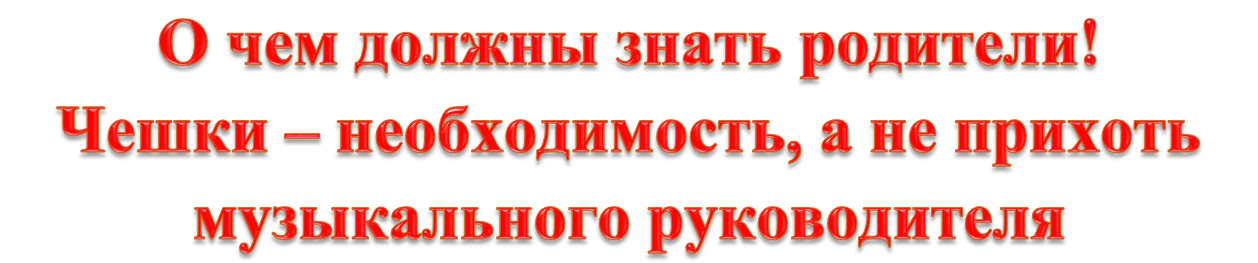 О чем должны знать родители!
Чешки – необходимость, а не прихоть
музыкального руководителя